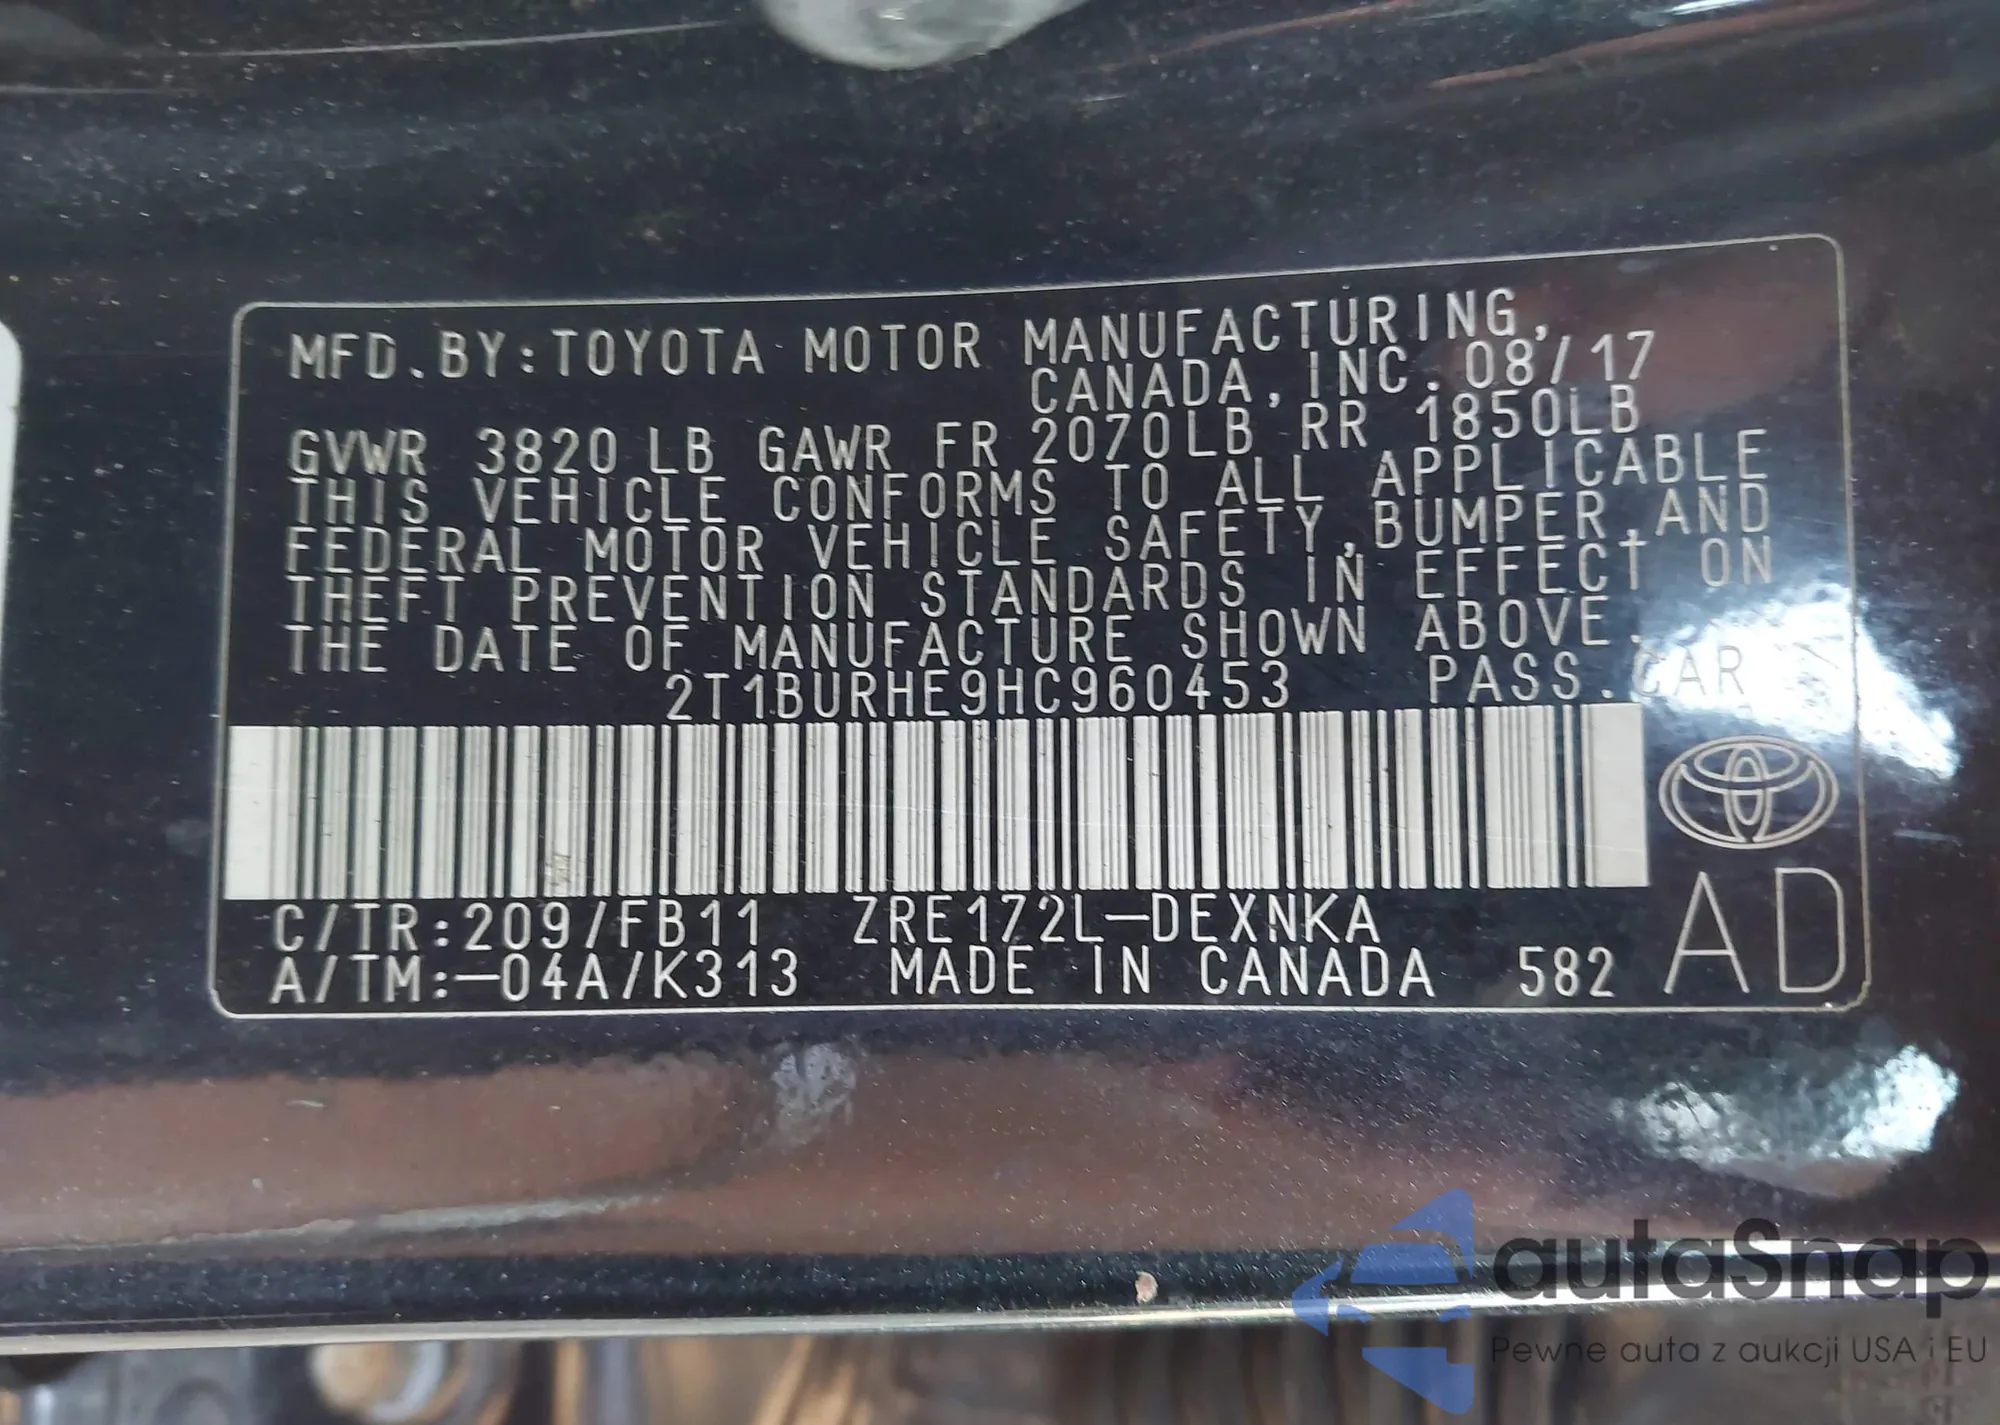 MFD.BY:TOYOTA MOTOR MANUFACTURING,
CANADA, INC. 08/17
GVWR 3820 LB GAWR FR 2070LB RR 1850LB
THIS VEHICLE CONFORMS TO ALL APPLICABLE
FEDERAL MOTOR VEHICLE SAFETY,BUMPER,AND
THEFT PREVENTION STANDARDS IN EFFECT ON
THE DATE OF MANUFACTURE SHOWN ABOVE.
2T1BURHE9HC960453 PASS.CAR
C/TR:209/FB11 ZRE172L-DEXNKA
A/TM:-04A/K313 MADE IN CANADA 582
AD
autaSnap
Pewne auta z aukcji USA i EU